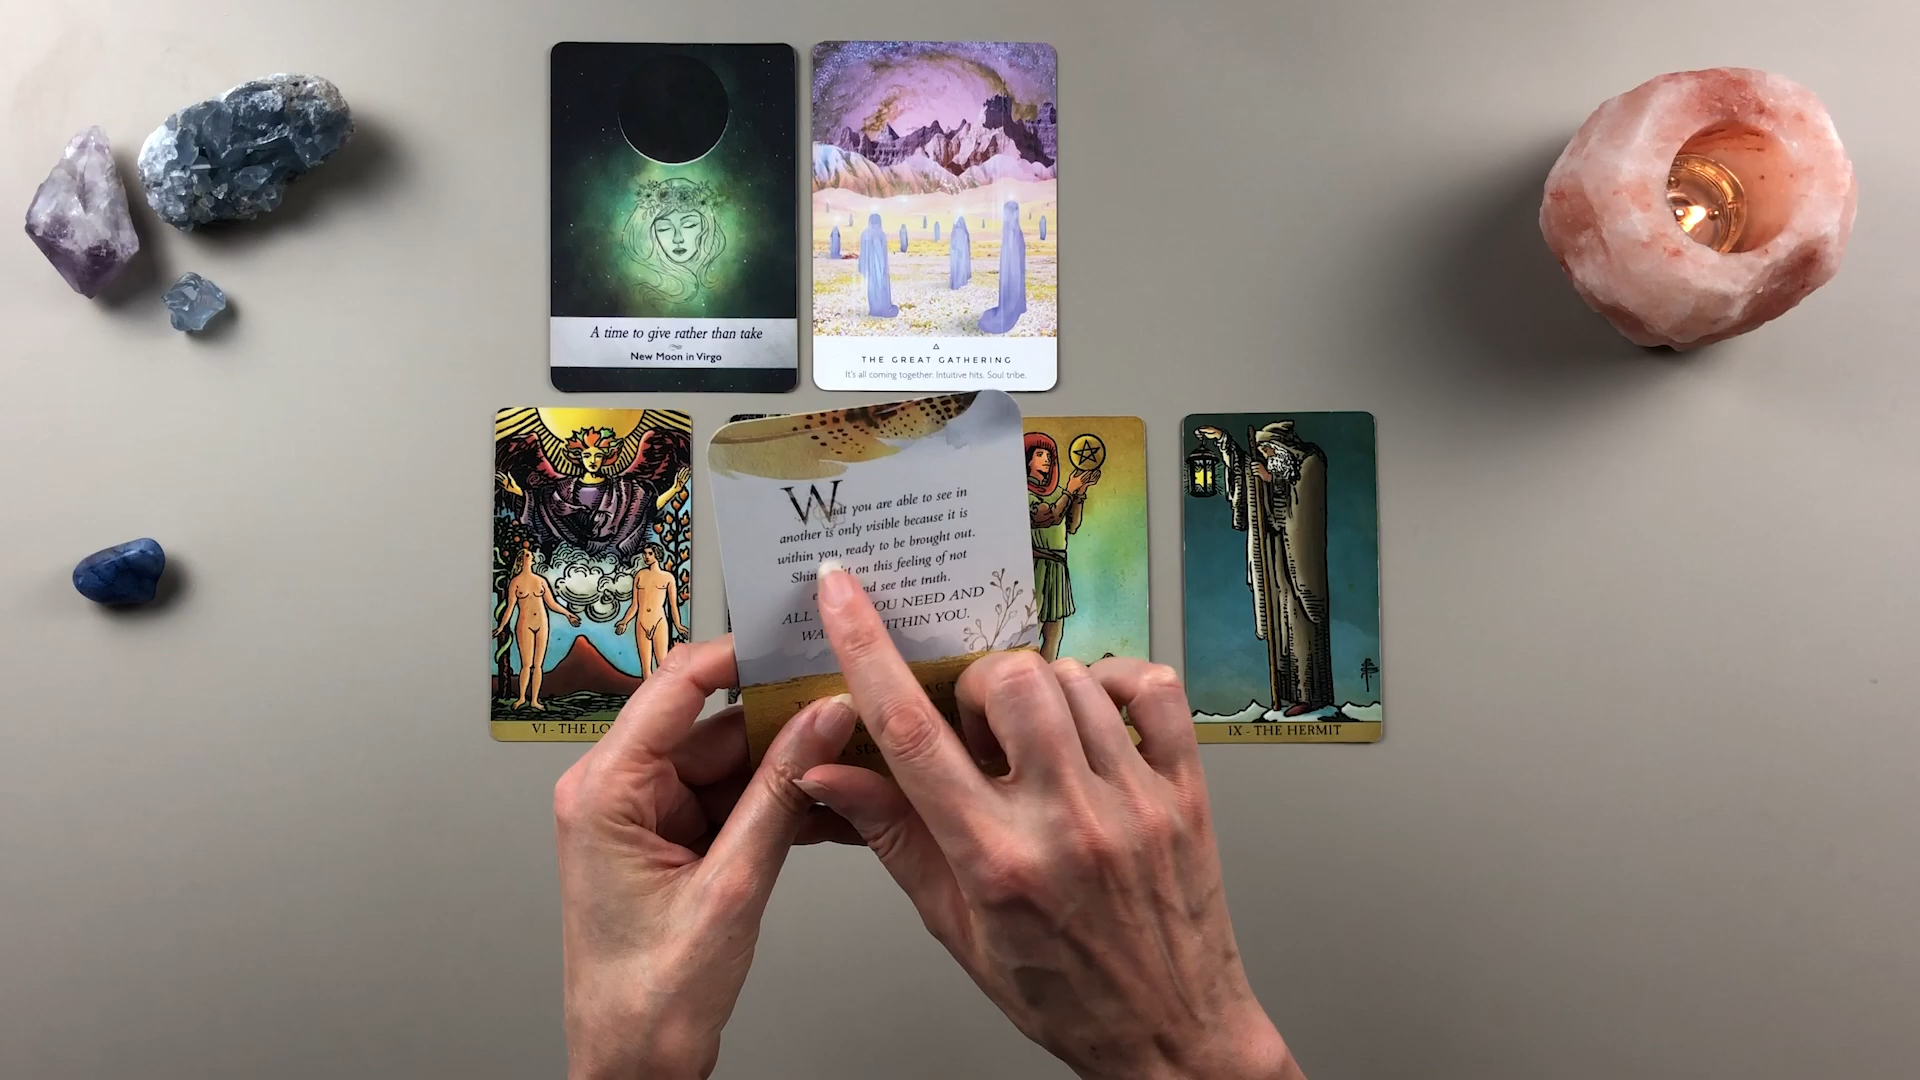 A time to give rather than take
New Moon in Virgo
THE GREAT GATHERING
It's all coming together. Intuitive hits. Soul tribe.
What you are able to see in
another is only visible because it is
within you, ready to be brought out.
on this feeling of not
and see the truth.
ALL YOU NEED AND
WITHIN YOU.
VI - THE
IX - THE HERMIT